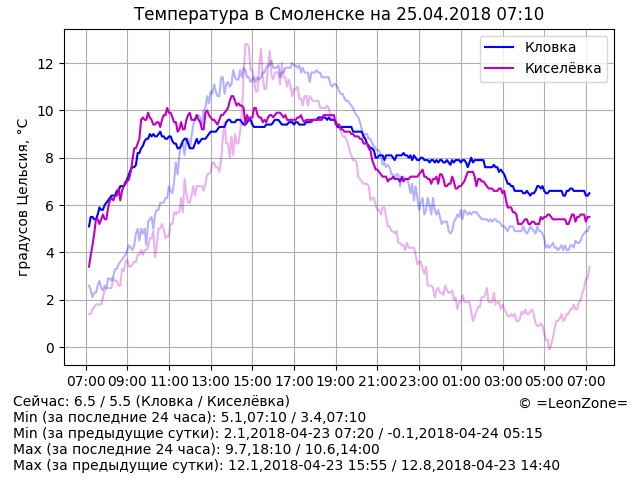 Температура в Смоленске на 25.04.2018 07:10
Кловка
Киселёвка
градусов Цельсия, °C
12
10
8
6
4
2
0
07:00 09:00 11:00 13:00 15:00 17:00 19:00 21:00 23:00 01:00 03:00 05:00 07:00
Сейчас: 6.5 / 5.5 (Кловка / Киселёвка)
© =LeonZone=
Min (за последние 24 часа): 5.1,07:10 / 3.4,07:10
Min (за предыдущие сутки): 2.1,2018-04-23 07:20 / -0.1,2018-04-24 05:15
Max (за последние 24 часа): 9.7,18:10 / 10.6,14:00
Max (за предыдущие сутки): 12.1,2018-04-23 15:55 / 12.8,2018-04-23 14:40